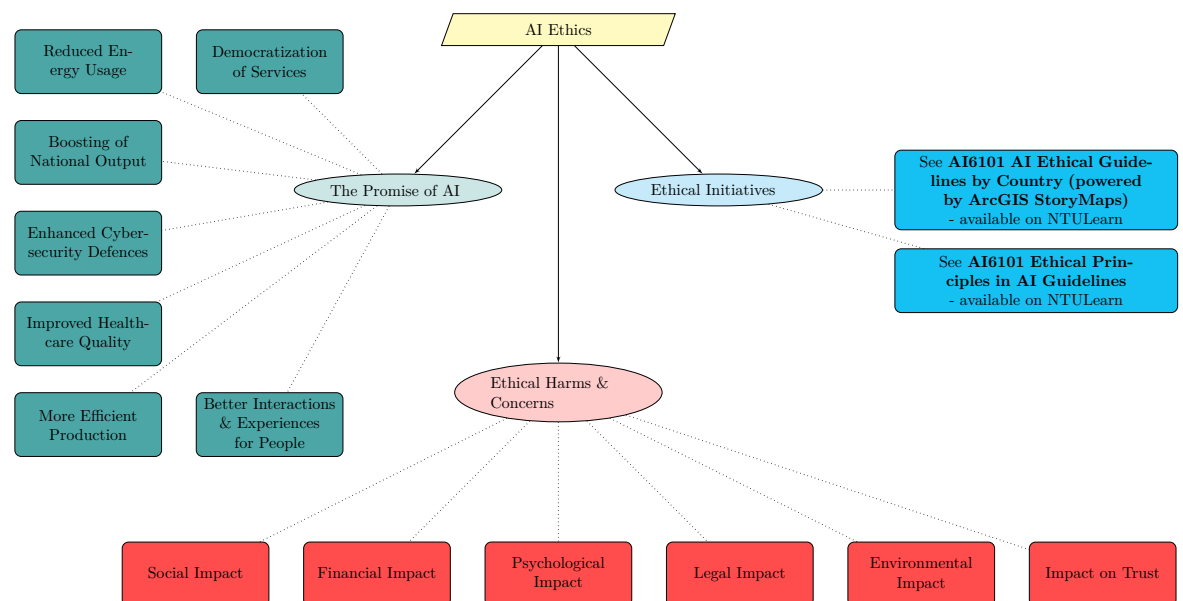 AI Ethics
Reduced En-
ergy Usage
Democratization
of Services
Boosting of
National Output
The Promise of AI
Ethical Initiatives
See AI6101 AI Ethical Guide-
lines by Country (powered
by ArcGIS StoryMaps)
- available on NTULearn
Enhanced Cyber-
security Defences
See AI6101 Ethical Prin-
ciples in AI Guidelines
- available on NTULearn
Improved Health-
care Quality
Ethical Harms &
Concerns
More Efficient
Production
Better Interactions
& Experiences
for People
Social Impact
Financial Impact
Psychological
Impact
Legal Impact
Environmental
Impact
Impact on Trust